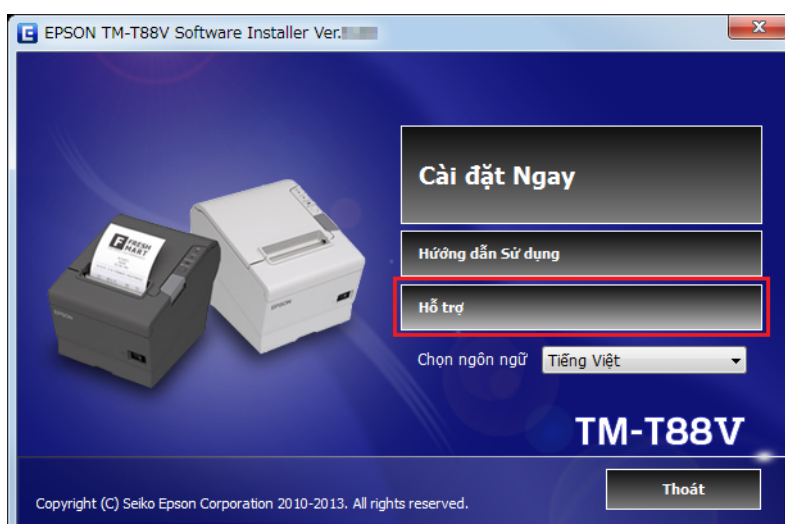 EPSON TM-T88V Software Installer Ver.
Cài đặt Ngay
Hướng dẫn Sử dụng
Hỗ trợ
Chọn ngôn ngữ Tiếng Việt
FRESH
MART
EPSON
EPSON
TM-T88V
Thoát
Copyright (C) Seiko Epson Corporation 2010-2013. All rights reserved.